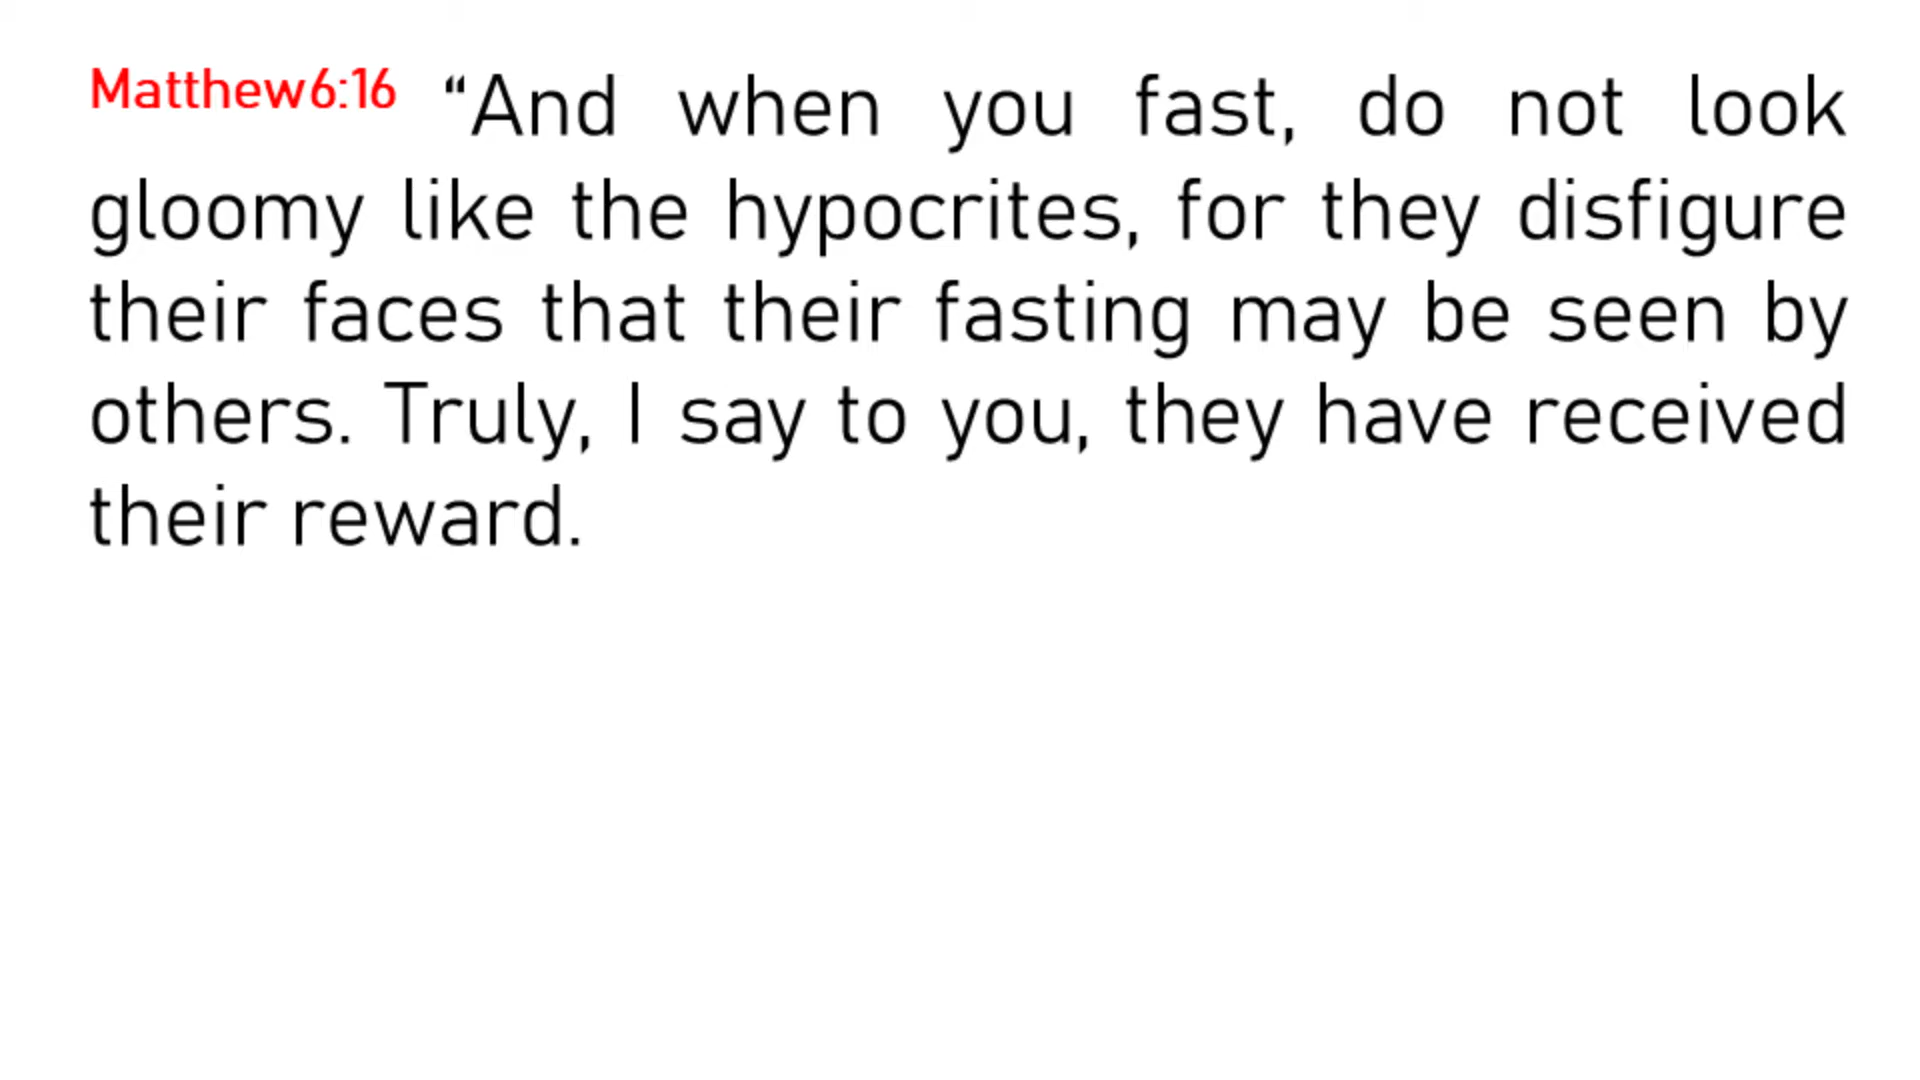 Matthew6:16 “And when you fast, do not look
gloomy like the hypocrites, for they disfigure
their faces that their fasting may be seen by
others. Truly, I say to you, they have received
their reward.